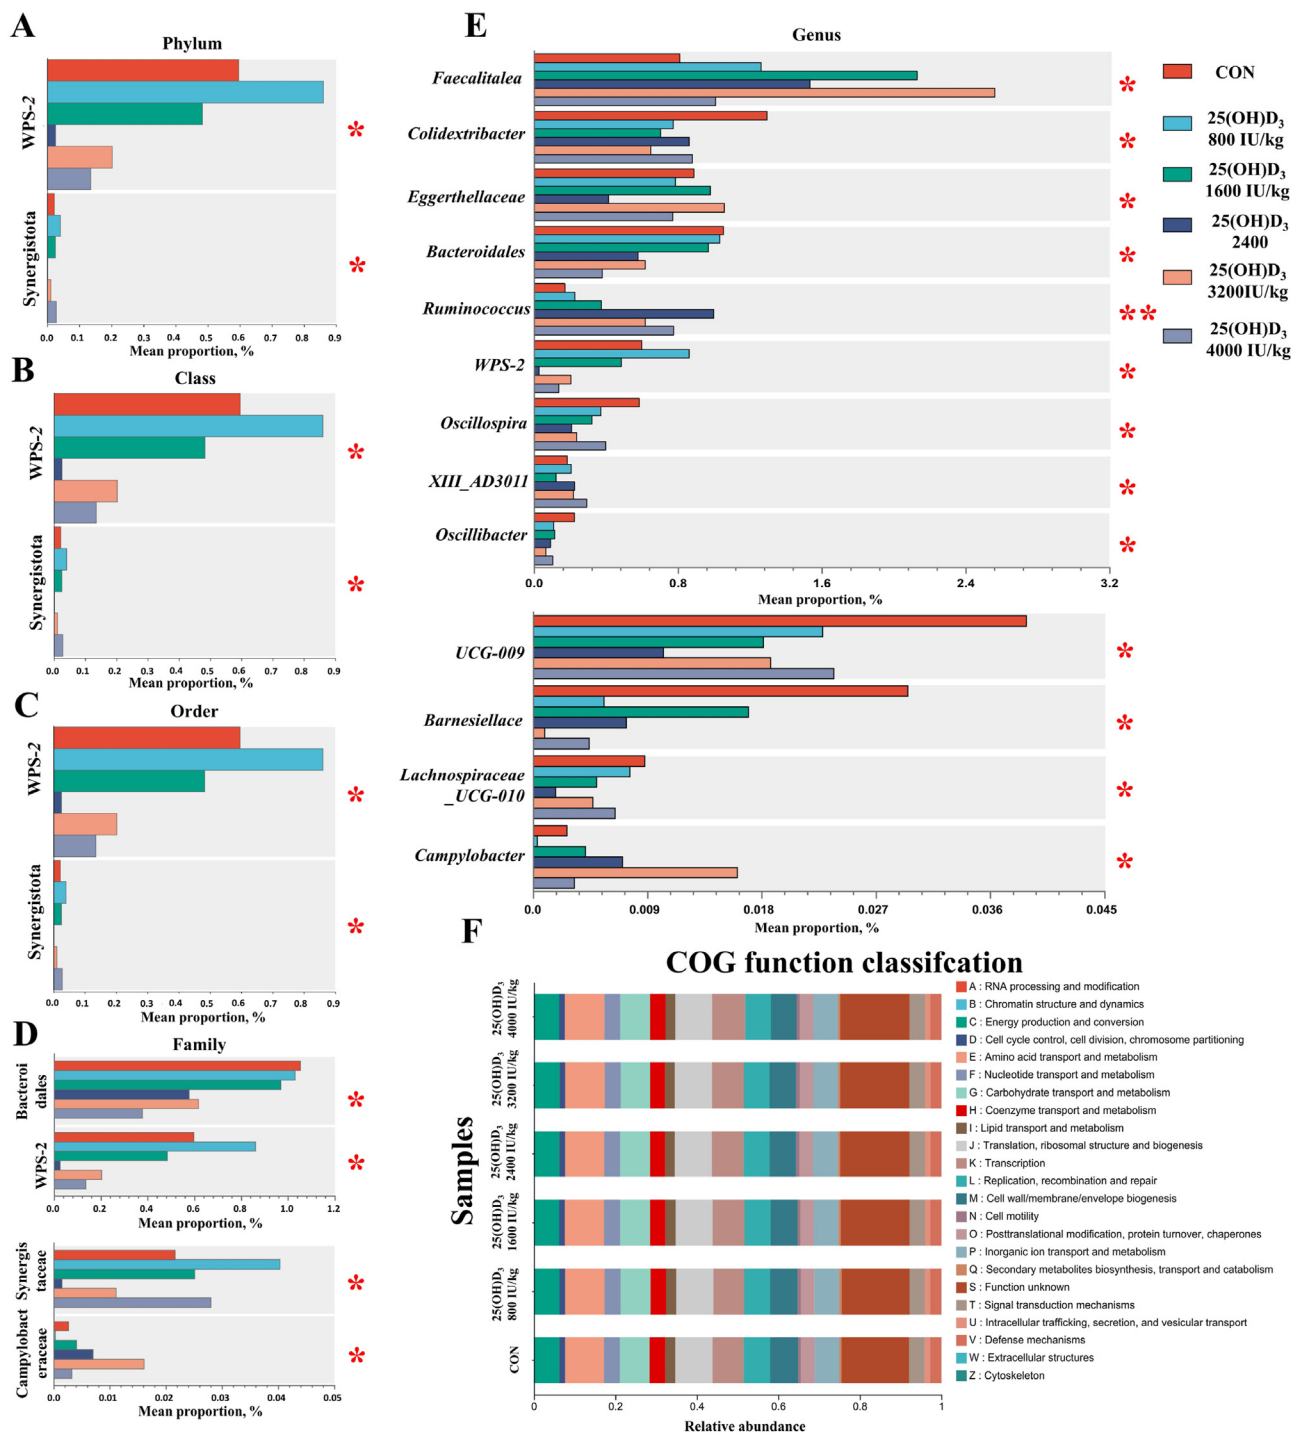 A
Phylum
WPS-2
*
Synergistota
*
0.0 0.1 0.2 0.3 0.4 0.5 0.6 0.7 0.8 0.9
Mean proportion, %
B
Class
WPS-2
*
Synergistota
*
0.0 0.1 0.2 0.3 0.4 0.5 0.6 0.7 0.8 0.9
Mean proportion, %
C
Order
WPS-2
*
Synergistota
*
0.0 0.1 0.2 0.3 0.4 0.5 0.6 0.7 0.8 0.9
Mean proportion, %
D
Family
Bacteroi
dales
*
WPS-2
*
0.0 0.2 0.4 0.6 0.8 1.0 1.2
Mean proportion, %
Synergis
taceae
*
Campylobact
eraceae
*
0.0 0.01 0.02 0.03 0.04 0.05
Mean proportion, %
E
Genus
Faecalitalea
*
Colidextribacter
*
Eggerthellaceae
*
Bacteroidales
*
Ruminococcus
**
WPS-2
*
Oscillospira
*
XIII_AD3011
*
Oscillibacter
*
0.0 0.8 1.6 2.4 3.2
Mean proportion, %
UCG-009
*
Barnesiellace
*
Lachnospiraceae
_UCG-010
*
Campylobacter
*
0.0 0.009 0.018 0.027 0.036 0.045
Mean proportion, %
CON
25(OH)D3
800 IU/kg
25(OH)D3
1600 IU/kg
25(OH)D3
2400
25(OH)D3
3200IU/kg
25(OH)D3
4000 IU/kg
F
COG function classifcation
Samples
25(OH)D3
4000 IU/kg
25(OH)D3
3200 IU/kg
25(OH)D3
2400 IU/kg
25(OH)D3
1600 IU/kg
25(OH)D3
800 IU/kg
CON
0 0.2 0.4 0.6 0.8 1
Relative abundance
A : RNA processing and modification
B : Chromatin structure and dynamics
C : Energy production and conversion
D : Cell cycle control, cell division, chromosome partitioning
E : Amino acid transport and metabolism
F : Nucleotide transport and metabolism
G : Carbohydrate transport and metabolism
H : Coenzyme transport and metabolism
I : Lipid transport and metabolism
J : Translation, ribosomal structure and biogenesis
K : Transcription
L : Replication, recombination and repair
M : Cell wall/membrane/envelope biogenesis
N : Cell motility
O : Posttranslational modification, protein turnover, chaperones
P : Inorganic ion transport and metabolism
Q : Secondary metabolites biosynthesis, transport and catabolism
S : Function unknown
T : Signal transduction mechanisms
U : Intracellular trafficking, secretion, and vesicular transport
V : Defense mechanisms
W : Extracellular structures
Z : Cytoskeleton